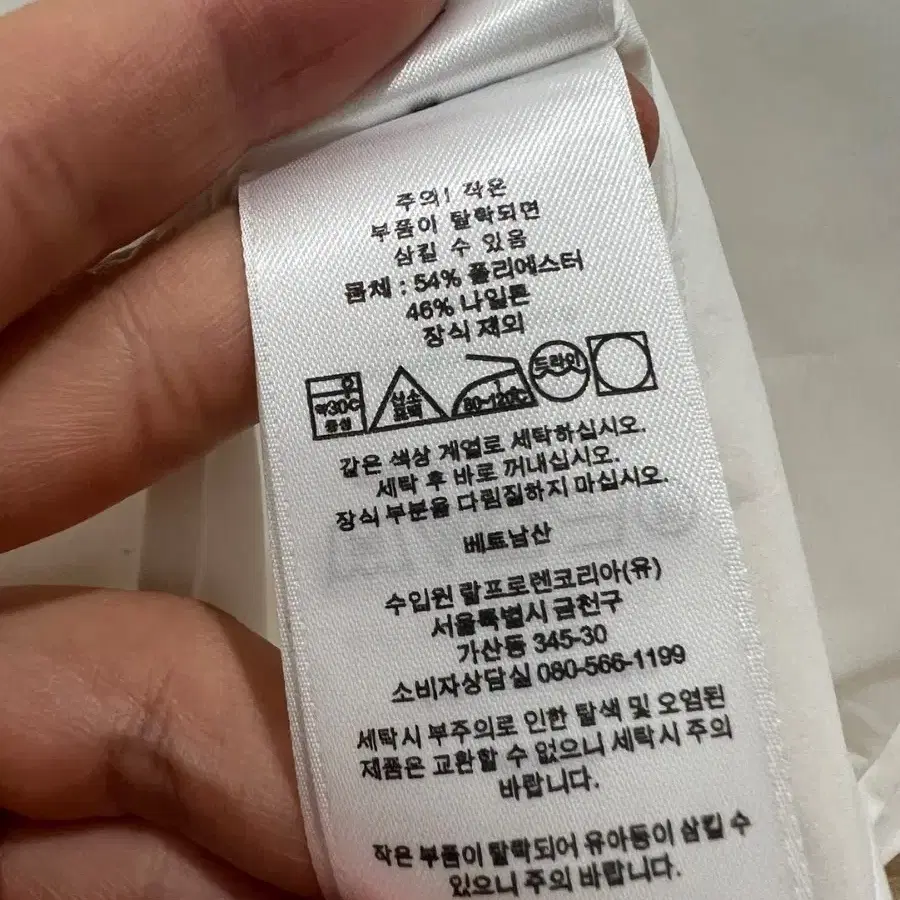 주의! 작은
부품이 탈락되면
삼킬 수 있음
몸체 : 54% 폴리에스터
46% 나일론
장식 제외
약30℃
중성
산소
표백
80~120℃
드라이
같은 색상 계열로 세탁하십시오.
세탁 후 바로 꺼내십시오.
장식 부분을 다림질하지 마십시오.
베트남산
수입원 랄프로렌코리아(유)
서울특별시 금천구
가산동 345-30
소비자상담실 080-566-1199
세탁시 부주의로 인한 탈색 및 오염된
제품은 교환할 수 없으니 세탁시 주의
바랍니다.
작은 부품이 탈락되어 유아등이 삼킬 수
있으니 주의 바랍니다.